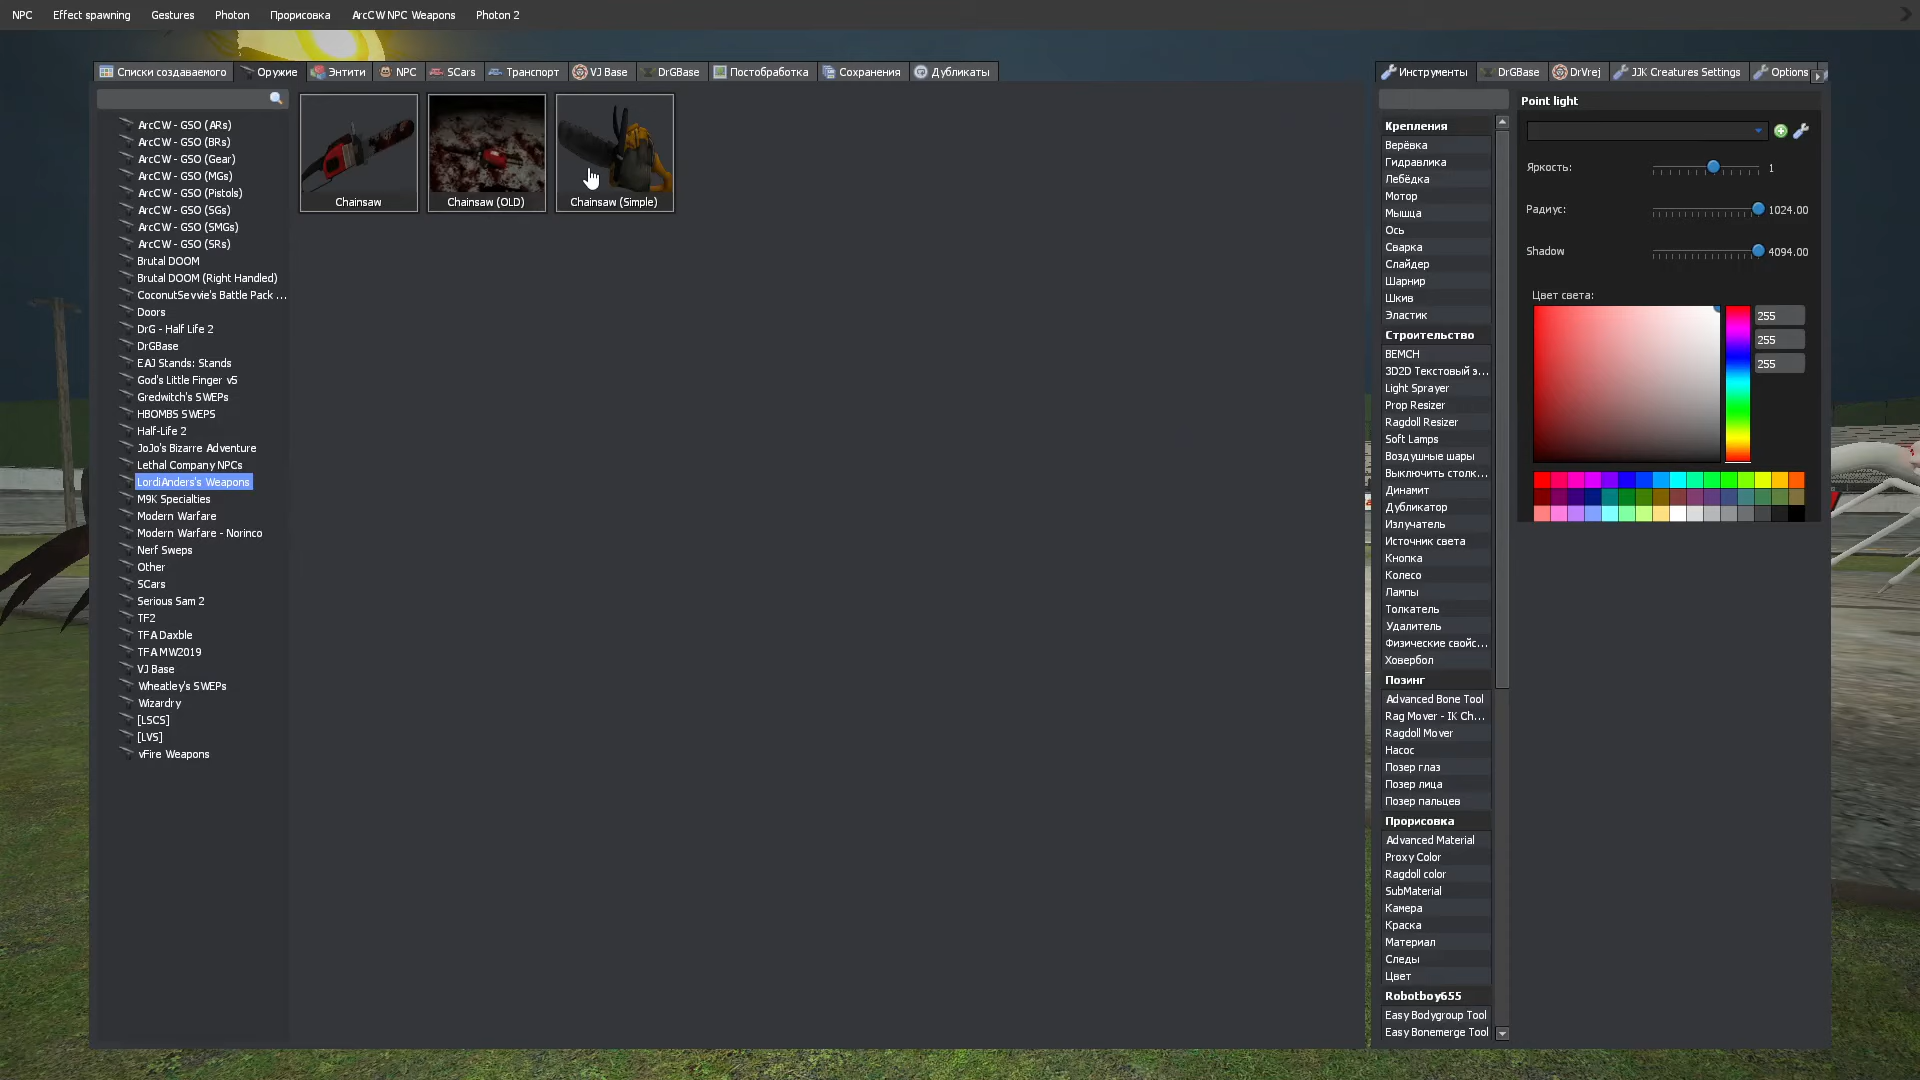 NPC Effect spawning Gestures Photon Прорисовка ArcCW NPC Weapons Photon 2
Списки создаваемого Оружие Энтити NPC SCars Транспорт VJ Base DrGBase Постобработка Сохранения Дубликаты
ArcCW - GSO (ARs)
ArcCW - GSO (BRs)
ArcCW - GSO (Gear)
ArcCW - GSO (MGs)
ArcCW - GSO (Pistols)
ArcCW - GSO (SGs)
ArcCW - GSO (SMGs)
ArcCW - GSO (SRs)
Brutal DOOM
Brutal DOOM (Right Handled)
CoconutSevvie's Battle Pack ...
Doors
DrG - Half Life 2
DrGBase
EAJ Stands: Stands
God's Little Finger v5
Gredwitch's SWEPs
HBOMBS SWEPS
Half-Life 2
JoJo's Bizarre Adventure
Lethal Company NPCs
LordiAnders's Weapons
M9K Specialties
Modern Warfare
Modern Warfare - Norinco
Nerf Sweps
Other
SCars
Serious Sam 2
TF2
TFA Daxble
TFA MW2019
VJ Base
Wheatley's SWEPs
Wizardry
[LSCS]
[LVS]
vFire Weapons
Chainsaw
Chainsaw (OLD)
Chainsaw (Simple)
Инструменты DrGBase DrVrej JJK Creatures Settings Options
Крепления
Верёвка
Гидравлика
Лебёдка
Мотор
Мышца
Ось
Сварка
Слайдер
Шарнир
Шкив
Эластик
Строительство
BEMCH
3D2D Текстовый э...
Light Sprayer
Prop Resizer
Ragdoll Resizer
Soft Lamps
Воздушные шары
Выключить столк...
Динамит
Дубликатор
Излучатель
Источник света
Кнопка
Колесо
Лампы
Толкатель
Удалитель
Физические свойс...
Ховербол
Позинг
Advanced Bone Tool
Rag Mover - IK Ch...
Ragdoll Mover
Насос
Позер глаз
Позер лица
Позер пальцев
Прорисовка
Advanced Material
Proxy Color
Ragdoll color
SubMaterial
Камера
Краска
Материал
Следы
Цвет
Robotboy655
Easy Bodygroup Tool
Easy Bonemerge Tool
Point light
Яркость: 1
Радиус: 1024.00
Shadow 4094.00
Цвет света:
255
255
255